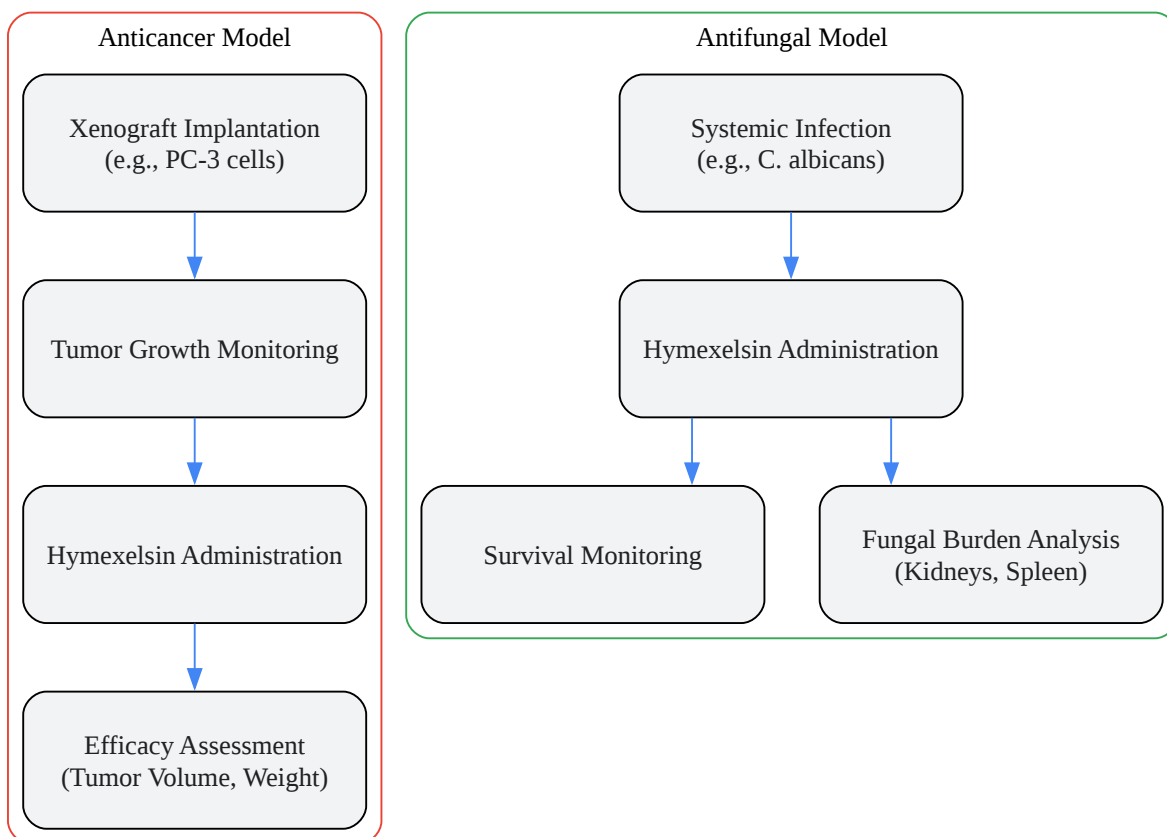 Anticancer Model
Xenograft Implantation
(e.g., PC-3 cells)
Tumor Growth Monitoring
Hymexelsin Administration
Efficacy Assessment
(Tumor Volume, Weight)
Antifungal Model
Systemic Infection
(e.g., C. albicans)
Hymexelsin Administration
Survival Monitoring
Fungal Burden Analysis
(Kidneys, Spleen)